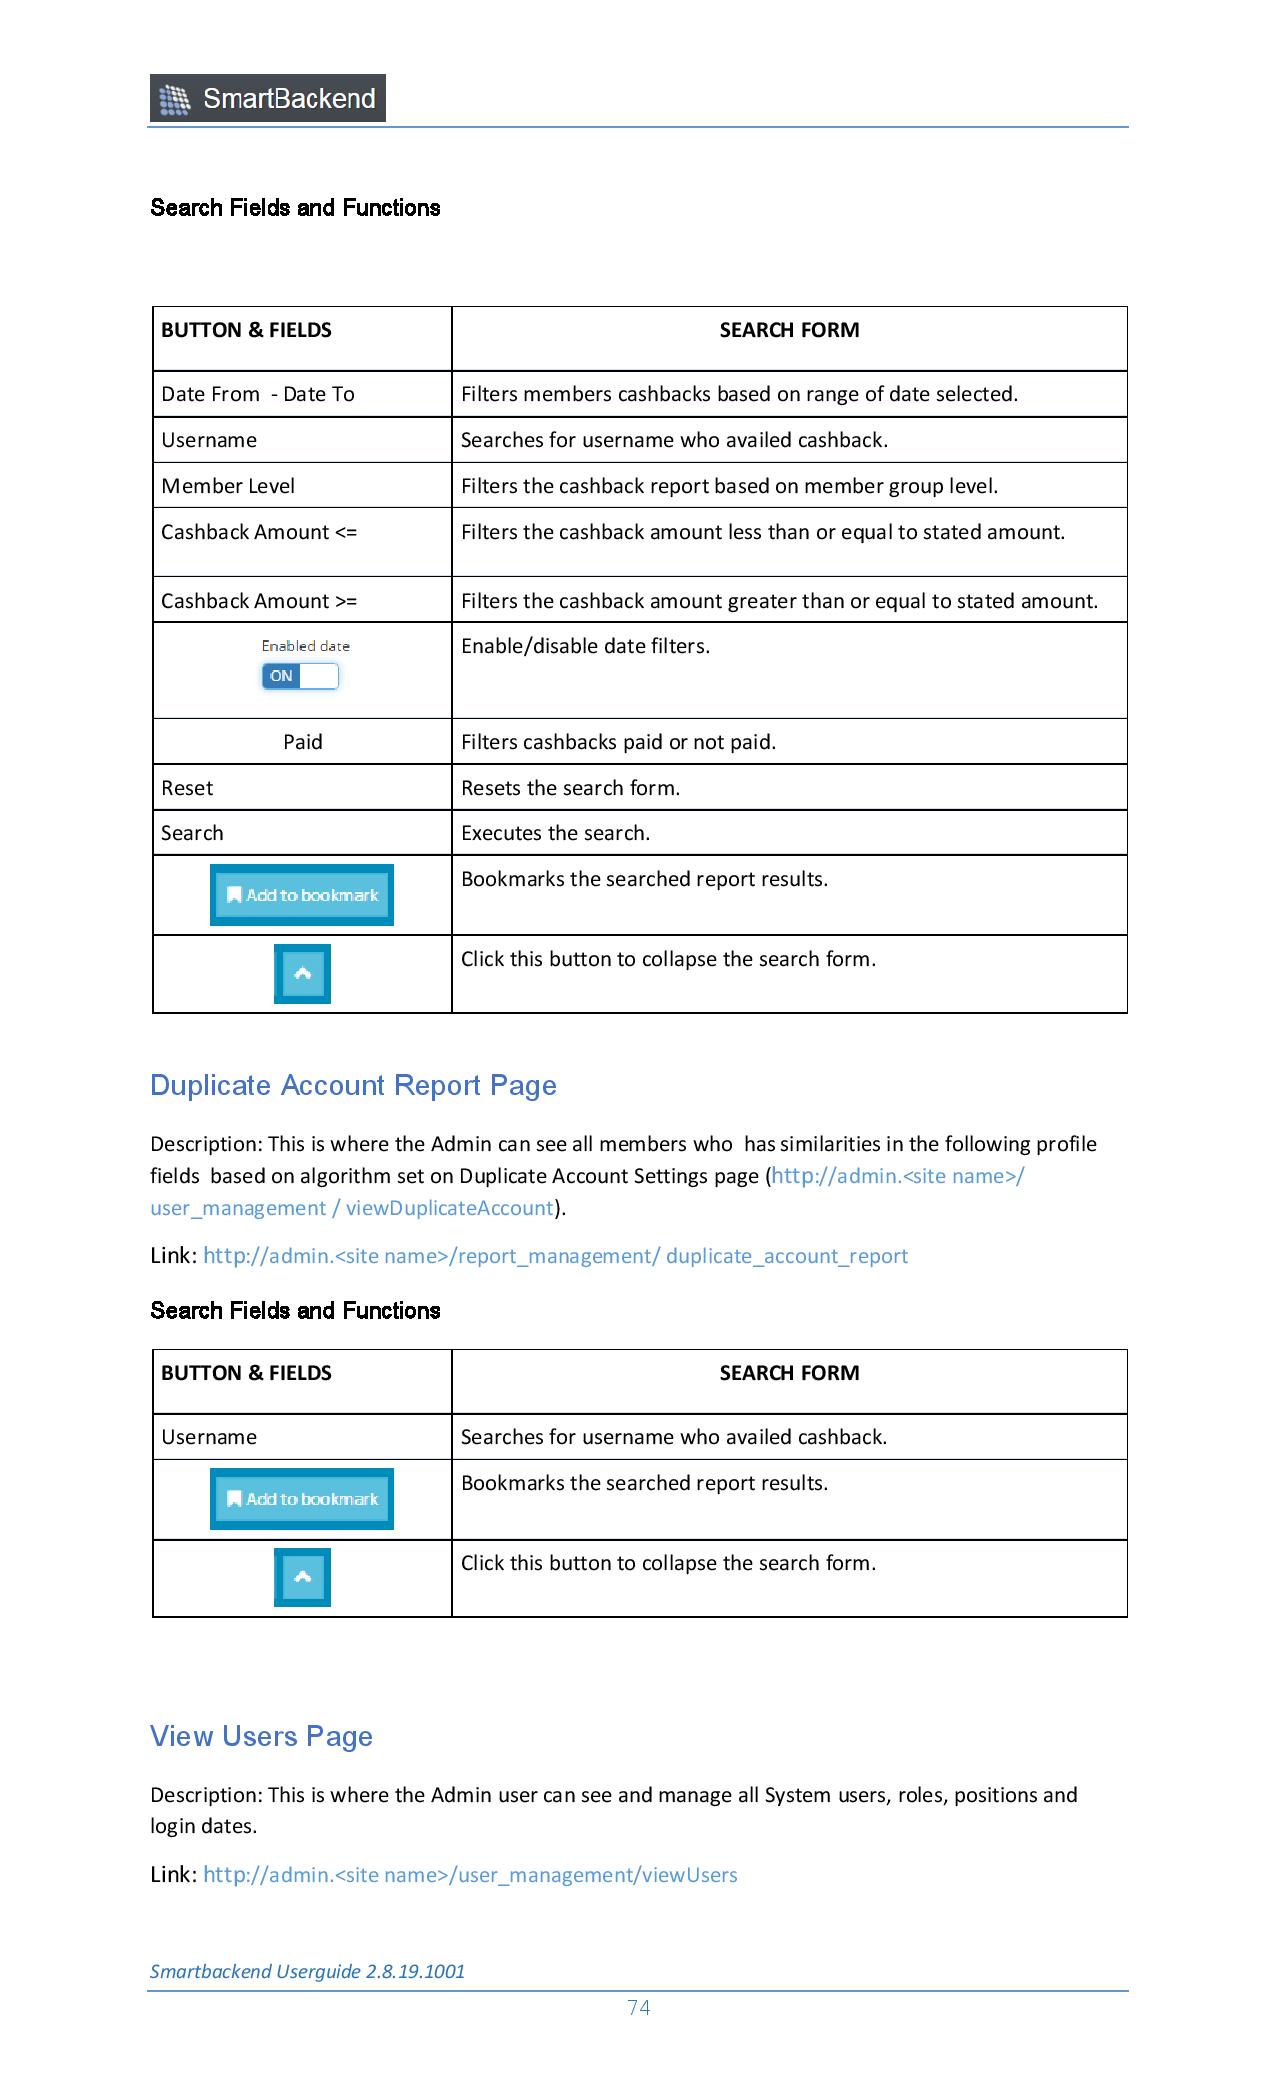 SmartBackend
Search Fields and Functions
BUTTON & FIELDS SEARCH FORM
Date From - Date To Filters members cashbacks based on range of date selected.
Username Searches for username who availed cashback.
Member Level Filters the cashback report based on member group level.
Cashback Amount <= Filters the cashback amount less than or equal to stated amount.
Cashback Amount >= Filters the cashback amount greater than or equal to stated amount.
Enabled date Enable/disable date filters.
ON
Paid Filters cashbacks paid or not paid.
Reset Resets the search form.
Search Executes the search.
Add to bookmark Bookmarks the searched report results.
Click this button to collapse the search form.
Duplicate Account Report Page
Description: This is where the Admin can see all members who has similarities in the following profile
fields based on algorithm set on Duplicate Account Settings page (http://admin.<site name>/
user_management / viewDuplicateAccount).
Link: http://admin.<site name>/report_management/ duplicate_account_report
Search Fields and Functions
BUTTON & FIELDS SEARCH FORM
Username Searches for username who availed cashback.
Add to bookmark Bookmarks the searched report results.
Click this button to collapse the search form.
View Users Page
Description: This is where the Admin user can see and manage all System users, roles, positions and
login dates.
Link: http://admin.<site name>/user_management/viewUsers
Smartbackend Userguide 2.8.19.1001
74